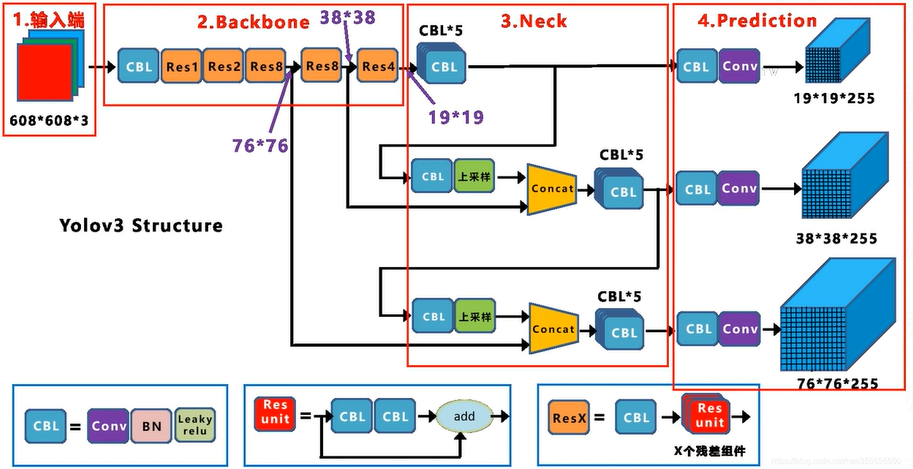 1.输入端
608*608*3
2.Backbone
38*38
CBL
Res1
Res2
Res8
Res8
Res4
76*76
19*19
3.Neck
CBL*5
CBL
CBL
上采样
Concat
CBL*5
CBL
CBL
上采样
Concat
CBL*5
CBL
4.Prediction
CBL
Conv
19*19*255
CBL
Conv
38*38*255
CBL
Conv
76*76*255
Yolov3 Structure
CBL
=
Conv
BN
Leaky
relu
Res
unit
=
CBL
CBL
add
ResX
=
CBL
Res
unit
X个残差组件